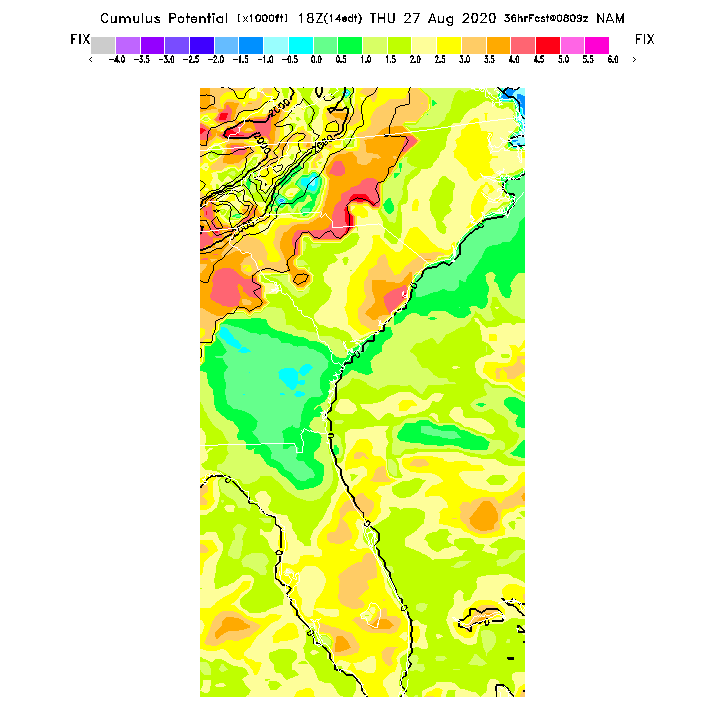 Cumulus Potential [x1000ft] 18Z(14edt) THU 27 Aug 2020 36hrFcst@0809z NAM
FIX FIX
< -4.0 -3.5 -3.0 -2.5 -2.0 -1.5 -1.0 -0.5 0.0 0.5 1.0 1.5 2.0 2.5 3.0 3.5 4.0 4.5 5.0 5.5 6.0 >
2000
2000